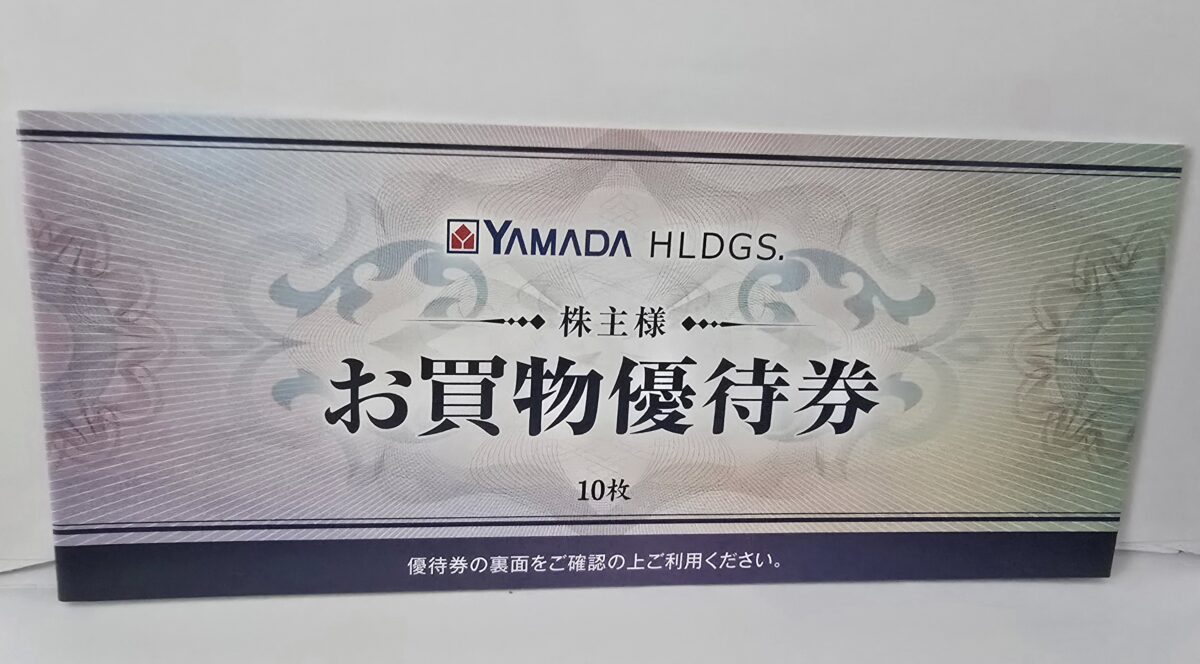 YAMADA HLDGS.
株主様
お買物優待券
10枚
優待券の裏面をご確認の上ご利用ください。